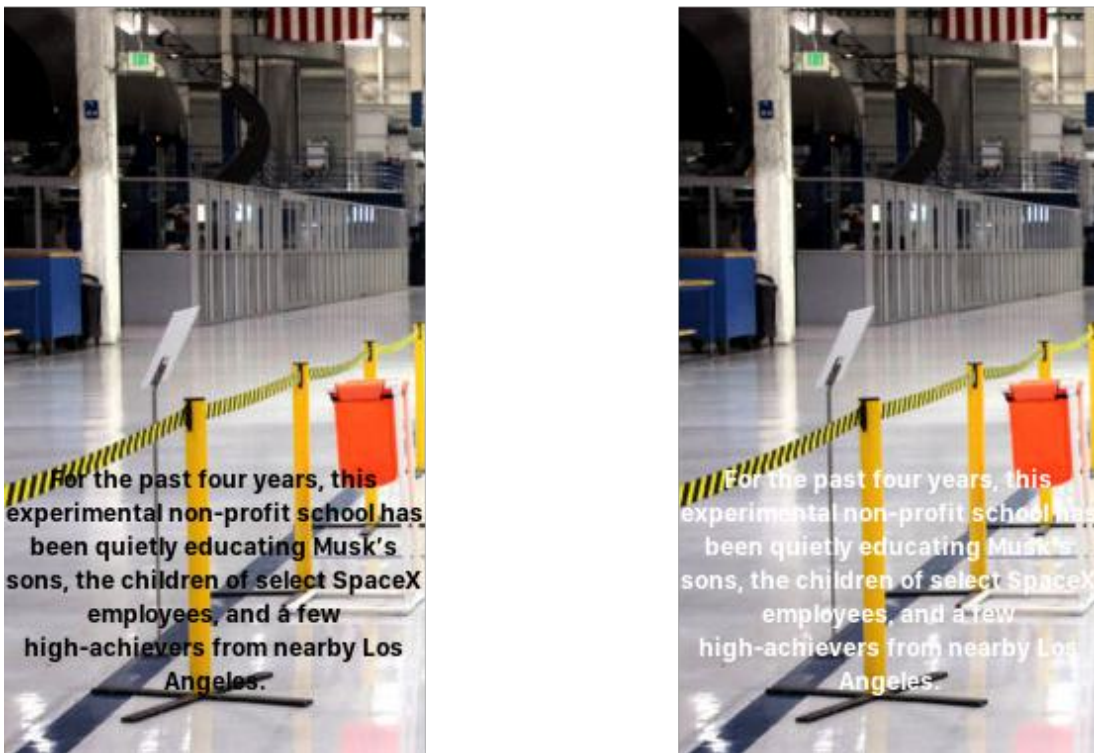 EXIT
For the past four years, this
experimental non-profit school has
been quietly educating Musk's
sons, the children of select SpaceX
employees, and a few
high-achievers from nearby Los
Angeles.
EXIT
For the past four years, this
experimental non-profit school has
been quietly educating Musk's
sons, the children of select SpaceX
employees, and a few
high-achievers from nearby Los
Angeles.